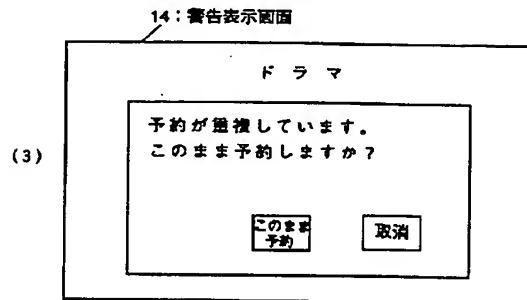 14:警告表示画面
ドラマ
(3)
予約が重複しています。
このまま予約しますか?
このまま
予約
取消